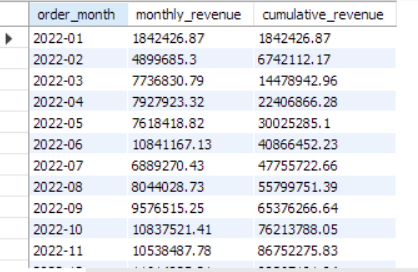 order_month monthly_revenue cumulative_revenue
2022-01 1842426.87 1842426.87
2022-02 4899685.3 6742112.17
2022-03 7736830.79 14478942.96
2022-04 7927923.32 22406866.28
2022-05 7618418.82 30025285.1
2022-06 10841167.13 40866452.23
2022-07 6889270.43 47755722.66
2022-08 8044028.73 55799751.39
2022-09 9576515.25 65376266.64
2022-10 10837521.41 76213788.05
2022-11 10538487.78 86752275.83